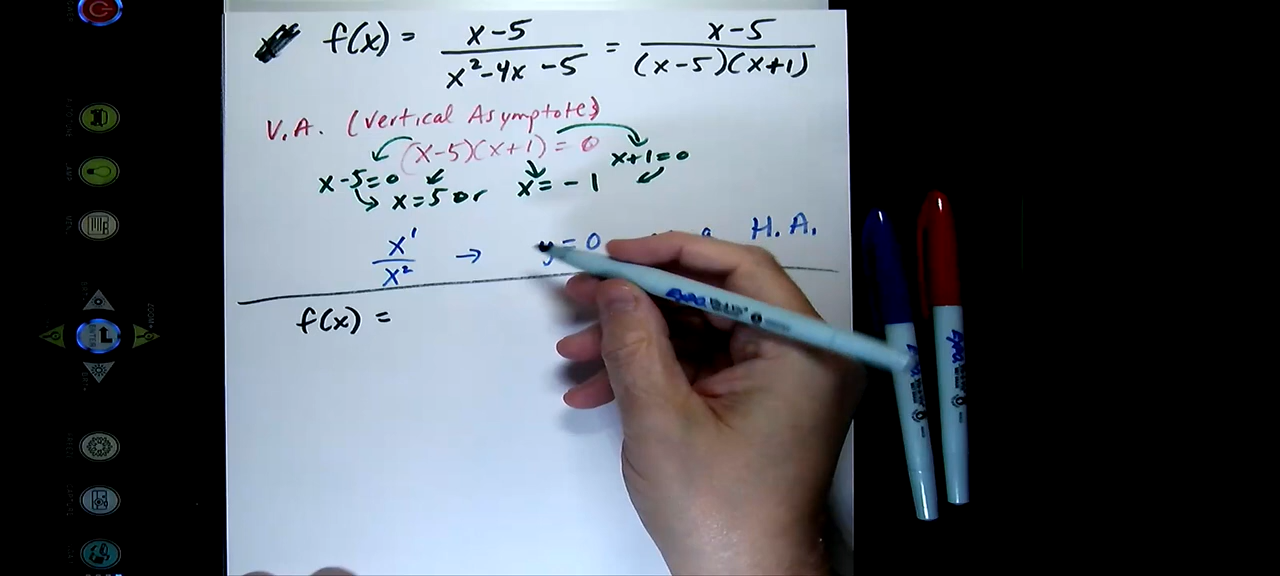 f(x) = x-5 / x²-4x-5 = x-5 / (x-5)(x+1)
V.A. (Vertical Asymptote)
(x-5)(x+1) = 0
x-5=0 x+1=0
x=5 or x=-1
x¹ / x² → y=0 H.A.
f(x) =